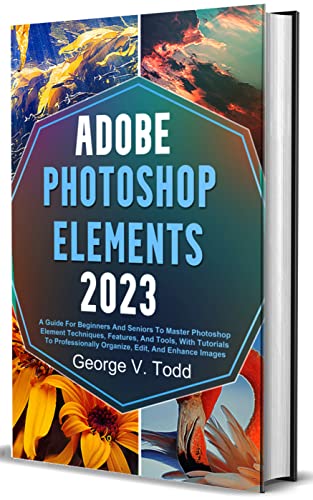 ADOBE
PHOTOSHOP
ELEMENTS
2023
A Guide For Beginners And Seniors To Master Photoshop
Element Techniques, Features, And Tools, With Tutorials
To Professionally Organize, Edit, And Enhance Images
George V. Todd